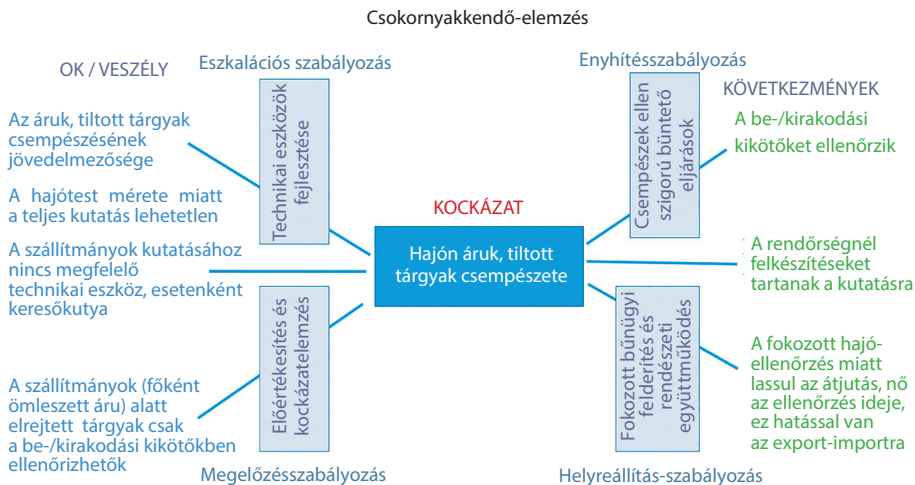 Csokornyakkendő-elemzés
OK / VESZÉLY
Az áruk, tiltott tárgyak
csempészésének
jövedelmezősége
A hajótest mérete miatt
a teljes kutatás lehetetlen
A szállítmányok kutatásához
nincs megfelelő
technikai eszköz, esetenként
keresőkutya
A szállítmányok (főként
ömlesztett áru) alatt
elrejtett tárgyak csak
a be-/kirakodási kikötőkben
ellenőrizhetők
Eszkalációs szabályozás
Technikai eszközök
fejlesztése
Előértékesítés és
kockázatelemzés
Megelőzésszabályozás
KOCKÁZAT
Hajón áruk, tiltott
tárgyak csempészete
Enyhítésszabályozás
Csempészek ellen
szigorú büntető
eljárások
Fokozott bűnügyi
felderítés és
rendészeti
együttműködés
Helyreállítás-szabályozás
KÖVETKEZMÉNYEK
A be-/kirakodási
kikötőket ellenőrzik
A rendőrségnél
felkészítéseket
tartanak a kutatásra
A fokozott hajó-
ellenőrzés miatt
lassul az átjutás, nő
az ellenőrzés ideje,
ez hatással van
az export-importra